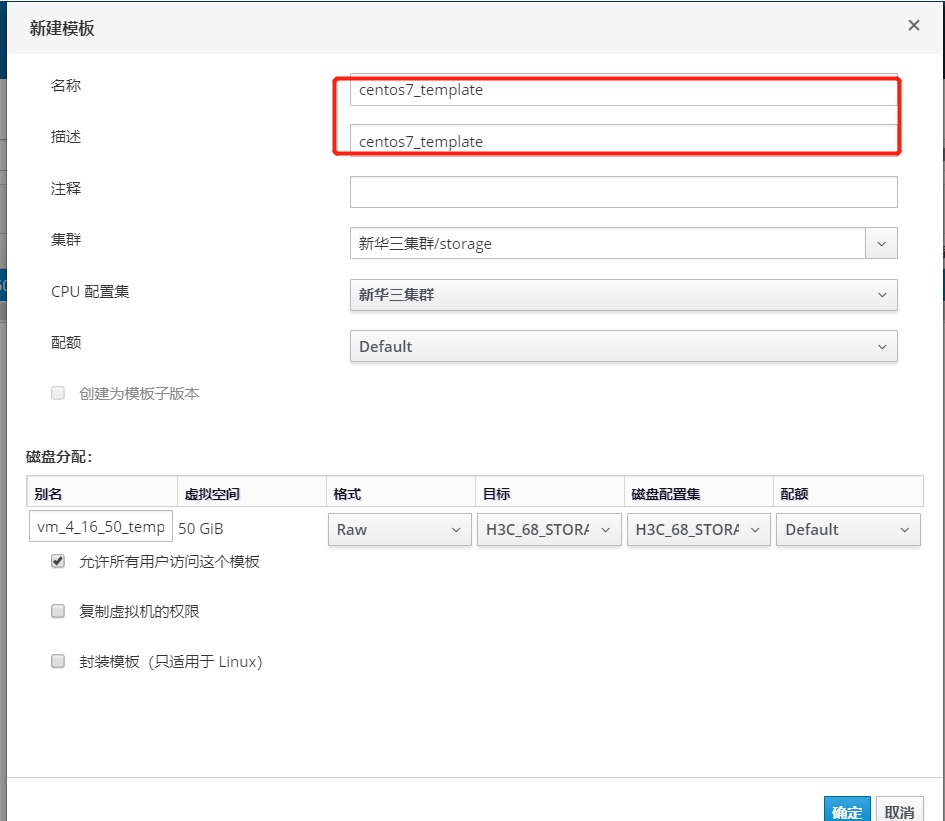 新建模板
名称 centos7_template
描述 centos7_template
注释
集群 新华三集群/storage
CPU 配置集 新华三集群
配额 Default
创建为模板子版本
磁盘分配：
别名 虚拟空间 格式 目标 磁盘配置集 配额
vm_4_16_50_temp 50 GiB Raw H3C_68_STORA H3C_68_STORA Default
允许所有用户访问这个模板
复制虚拟机的权限
封装模板（只适用于 Linux）
确定 取消